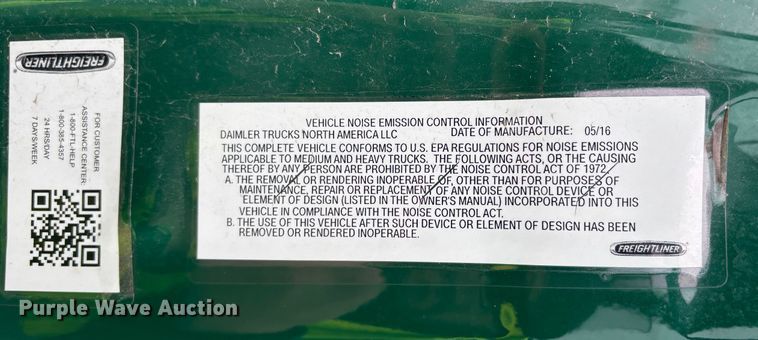 FREIGHTLINER
FOR CUSTOMER
ASSISTANCE CENTER
1-800-FTL-HELP
1-800-385-4357
24 HRS/DAY
7 DAYS/WEEK
VEHICLE NOISE EMISSION CONTROL INFORMATION
DAIMLER TRUCKS NORTH AMERICA LLC DATE OF MANUFACTURE: 05/16
THIS COMPLETE VEHICLE CONFORMS TO U.S. EPA REGULATIONS FOR NOISE EMISSIONS
APPLICABLE TO MEDIUM AND HEAVY TRUCKS. THE FOLLOWING ACTS, OR THE CAUSING
THEREOF BY ANY PERSON ARE PROHIBITED BY THE NOISE CONTROL ACT OF 1972.
A. THE REMOVAL OR RENDERING INOPERABLE OF, OTHER THAN FOR PURPOSES OF
MAINTENANCE, REPAIR OR REPLACEMENT OF ANY NOISE CONTROL DEVICE OR
ELEMENT OF DESIGN (LISTED IN THE OWNER'S MANUAL) INCORPORATED INTO THIS
VEHICLE IN COMPLIANCE WITH THE NOISE CONTROL ACT.
B. THE USE OF THIS VEHICLE AFTER SUCH DEVICE OR ELEMENT OF DESIGN HAS BEEN
REMOVED OR RENDERED INOPERABLE.
FREIGHTLINER
Purple Wave Auction